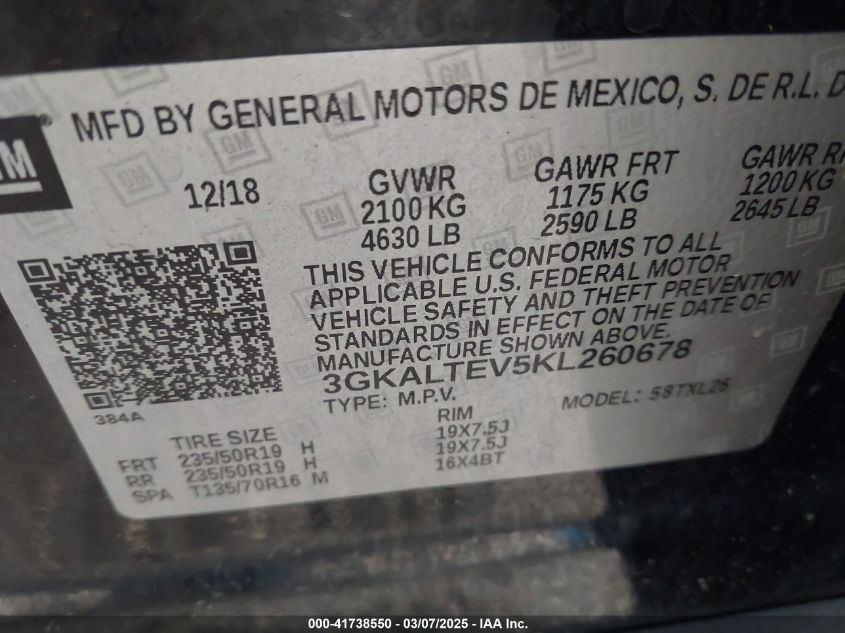 GM
MFD BY GENERAL MOTORS DE MEXICO, S. DE R.L. D
12/18
GVWR
2100 KG
4630 LB
GAWR FRT
1175 KG
2590 LB
GAWR R
1200 KG
2645 LB
THIS VEHICLE CONFORMS TO ALL
APPLICABLE U.S. FEDERAL MOTOR
VEHICLE SAFETY AND THEFT PREVENTION
STANDARDS IN EFFECT ON THE DATE OF
MANUFACTURE SHOWN ABOVE.
3GKALTEV5KL260678
TYPE: M.P.V. MODEL: 58TXL26
384A
TIRE SIZE RIM
FRT 235/50R19 H 19X7.5J
RR 235/50R19 H 19X7.5J
SPA T135/70R16 M 16X4BT
000-41738550 — 03/07/2025 — IAA Inc.